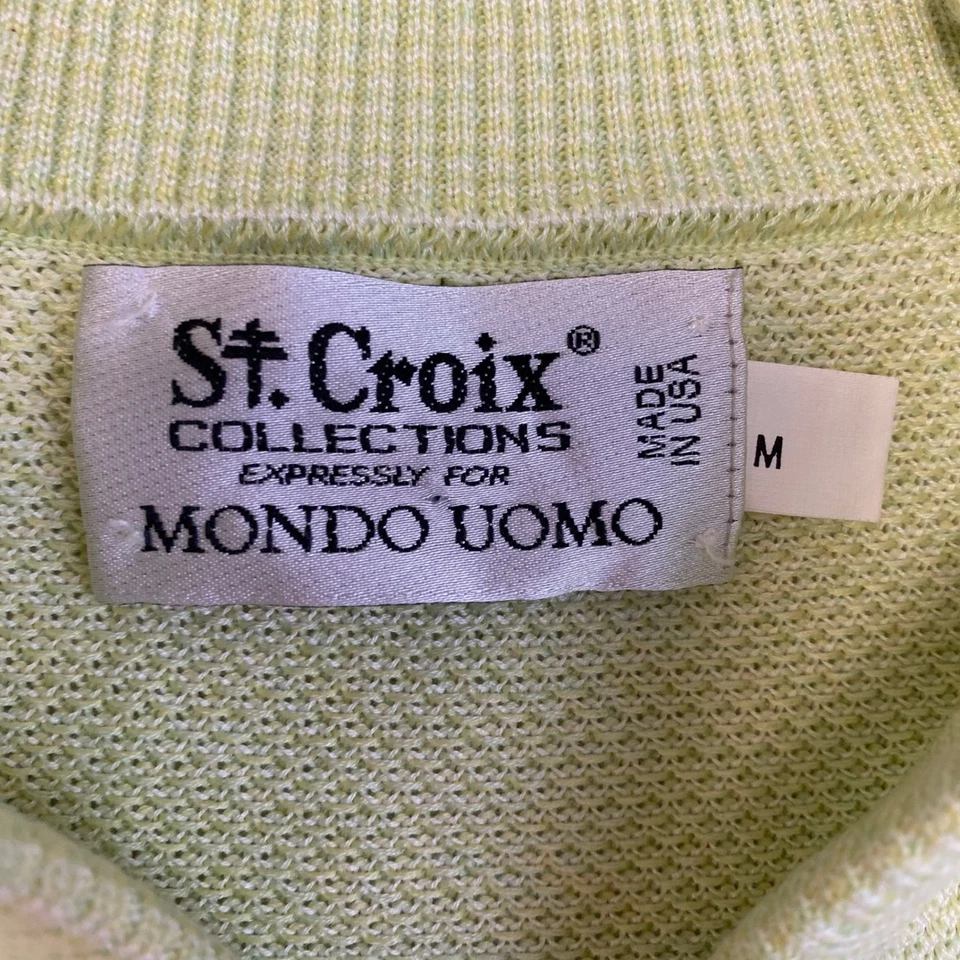 St. Croix®
COLLECTIONS
EXPRESSLY FOR
MONDO UOMO
MADE
IN USA
M